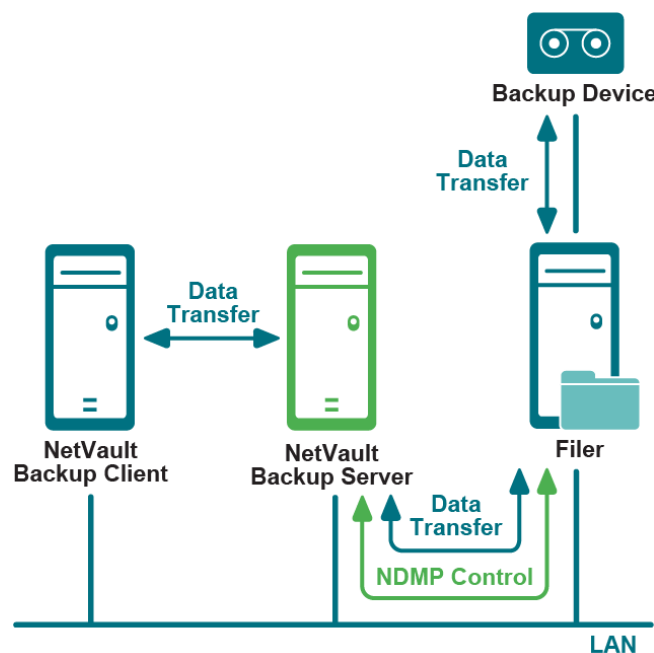 Backup Device
Data
Transfer
Data
Transfer
NetVault
Backup Client
NetVault
Backup Server
Filer
Data
Transfer
NDMP Control
LAN